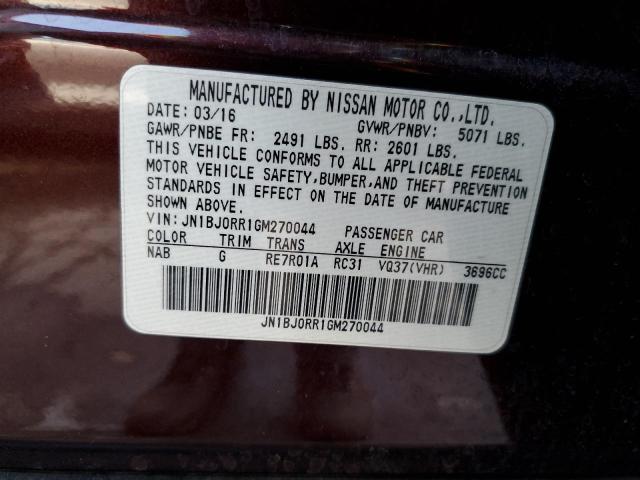 MANUFACTURED BY NISSAN MOTOR CO.,LTD.
DATE: 03/16 GVWR/PNBV: 5071 LBS.
GAWR/PNBE FR: 2491 LBS. RR: 2601 LBS.
THIS VEHICLE CONFORMS TO ALL APPLICABLE FEDERAL
MOTOR VEHICLE SAFETY,BUMPER,AND THEFT PREVENTION
STANDARDS IN EFFECT ON THE DATE OF MANUFACTURE
SHOWN ABOVE.
VIN:JN1BJ0RR1GM270044 PASSENGER CAR
COLOR TRIM TRANS AXLE ENGINE
NAB G RE7R01A RC31 VQ37(VHR) 3696CC
JN1BJ0RR1GM270044